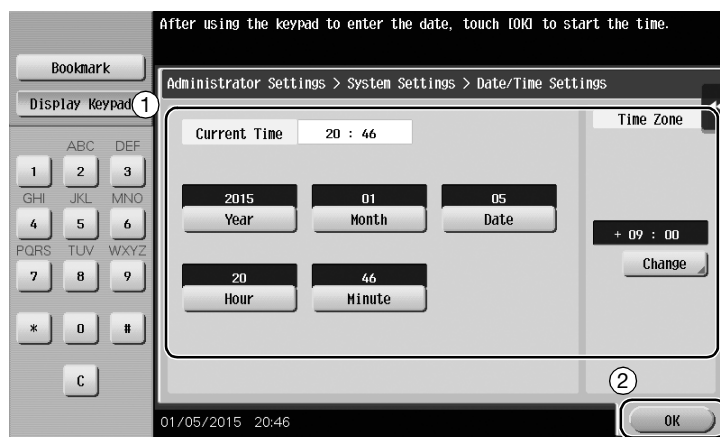 After using the keypad to enter the date, touch [OK] to start the time.
Bookmark
Display Keypad
1
Administrator Settings > System Settings > Date/Time Settings
Current Time 20 : 46
Time Zone
2015 01 05
Year Month Date
+ 09 : 00
Change
20 46
Hour Minute
ABC DEF
1 2 3
GHI JKL MNO
4 5 6
PQRS TUV WXYZ
7 8 9
* 0 #
C
2
01/05/2015 20:46
OK